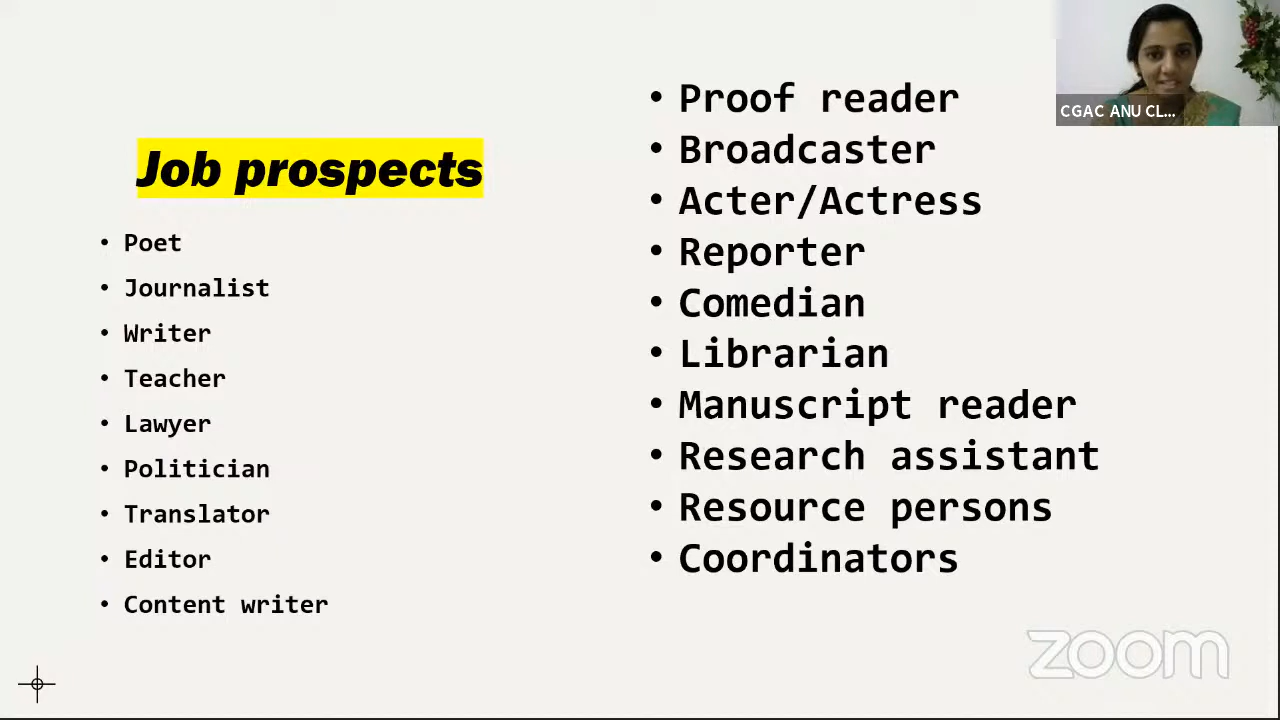 Job prospects
• Poet
• Journalist
• Writer
• Teacher
• Lawyer
• Politician
• Translator
• Editor
• Content writer
• Proof reader
• Broadcaster
• Acter/Actress
• Reporter
• Comedian
• Librarian
• Manuscript reader
• Research assistant
• Resource persons
• Coordinators
CGAC ANU CL...
zoom